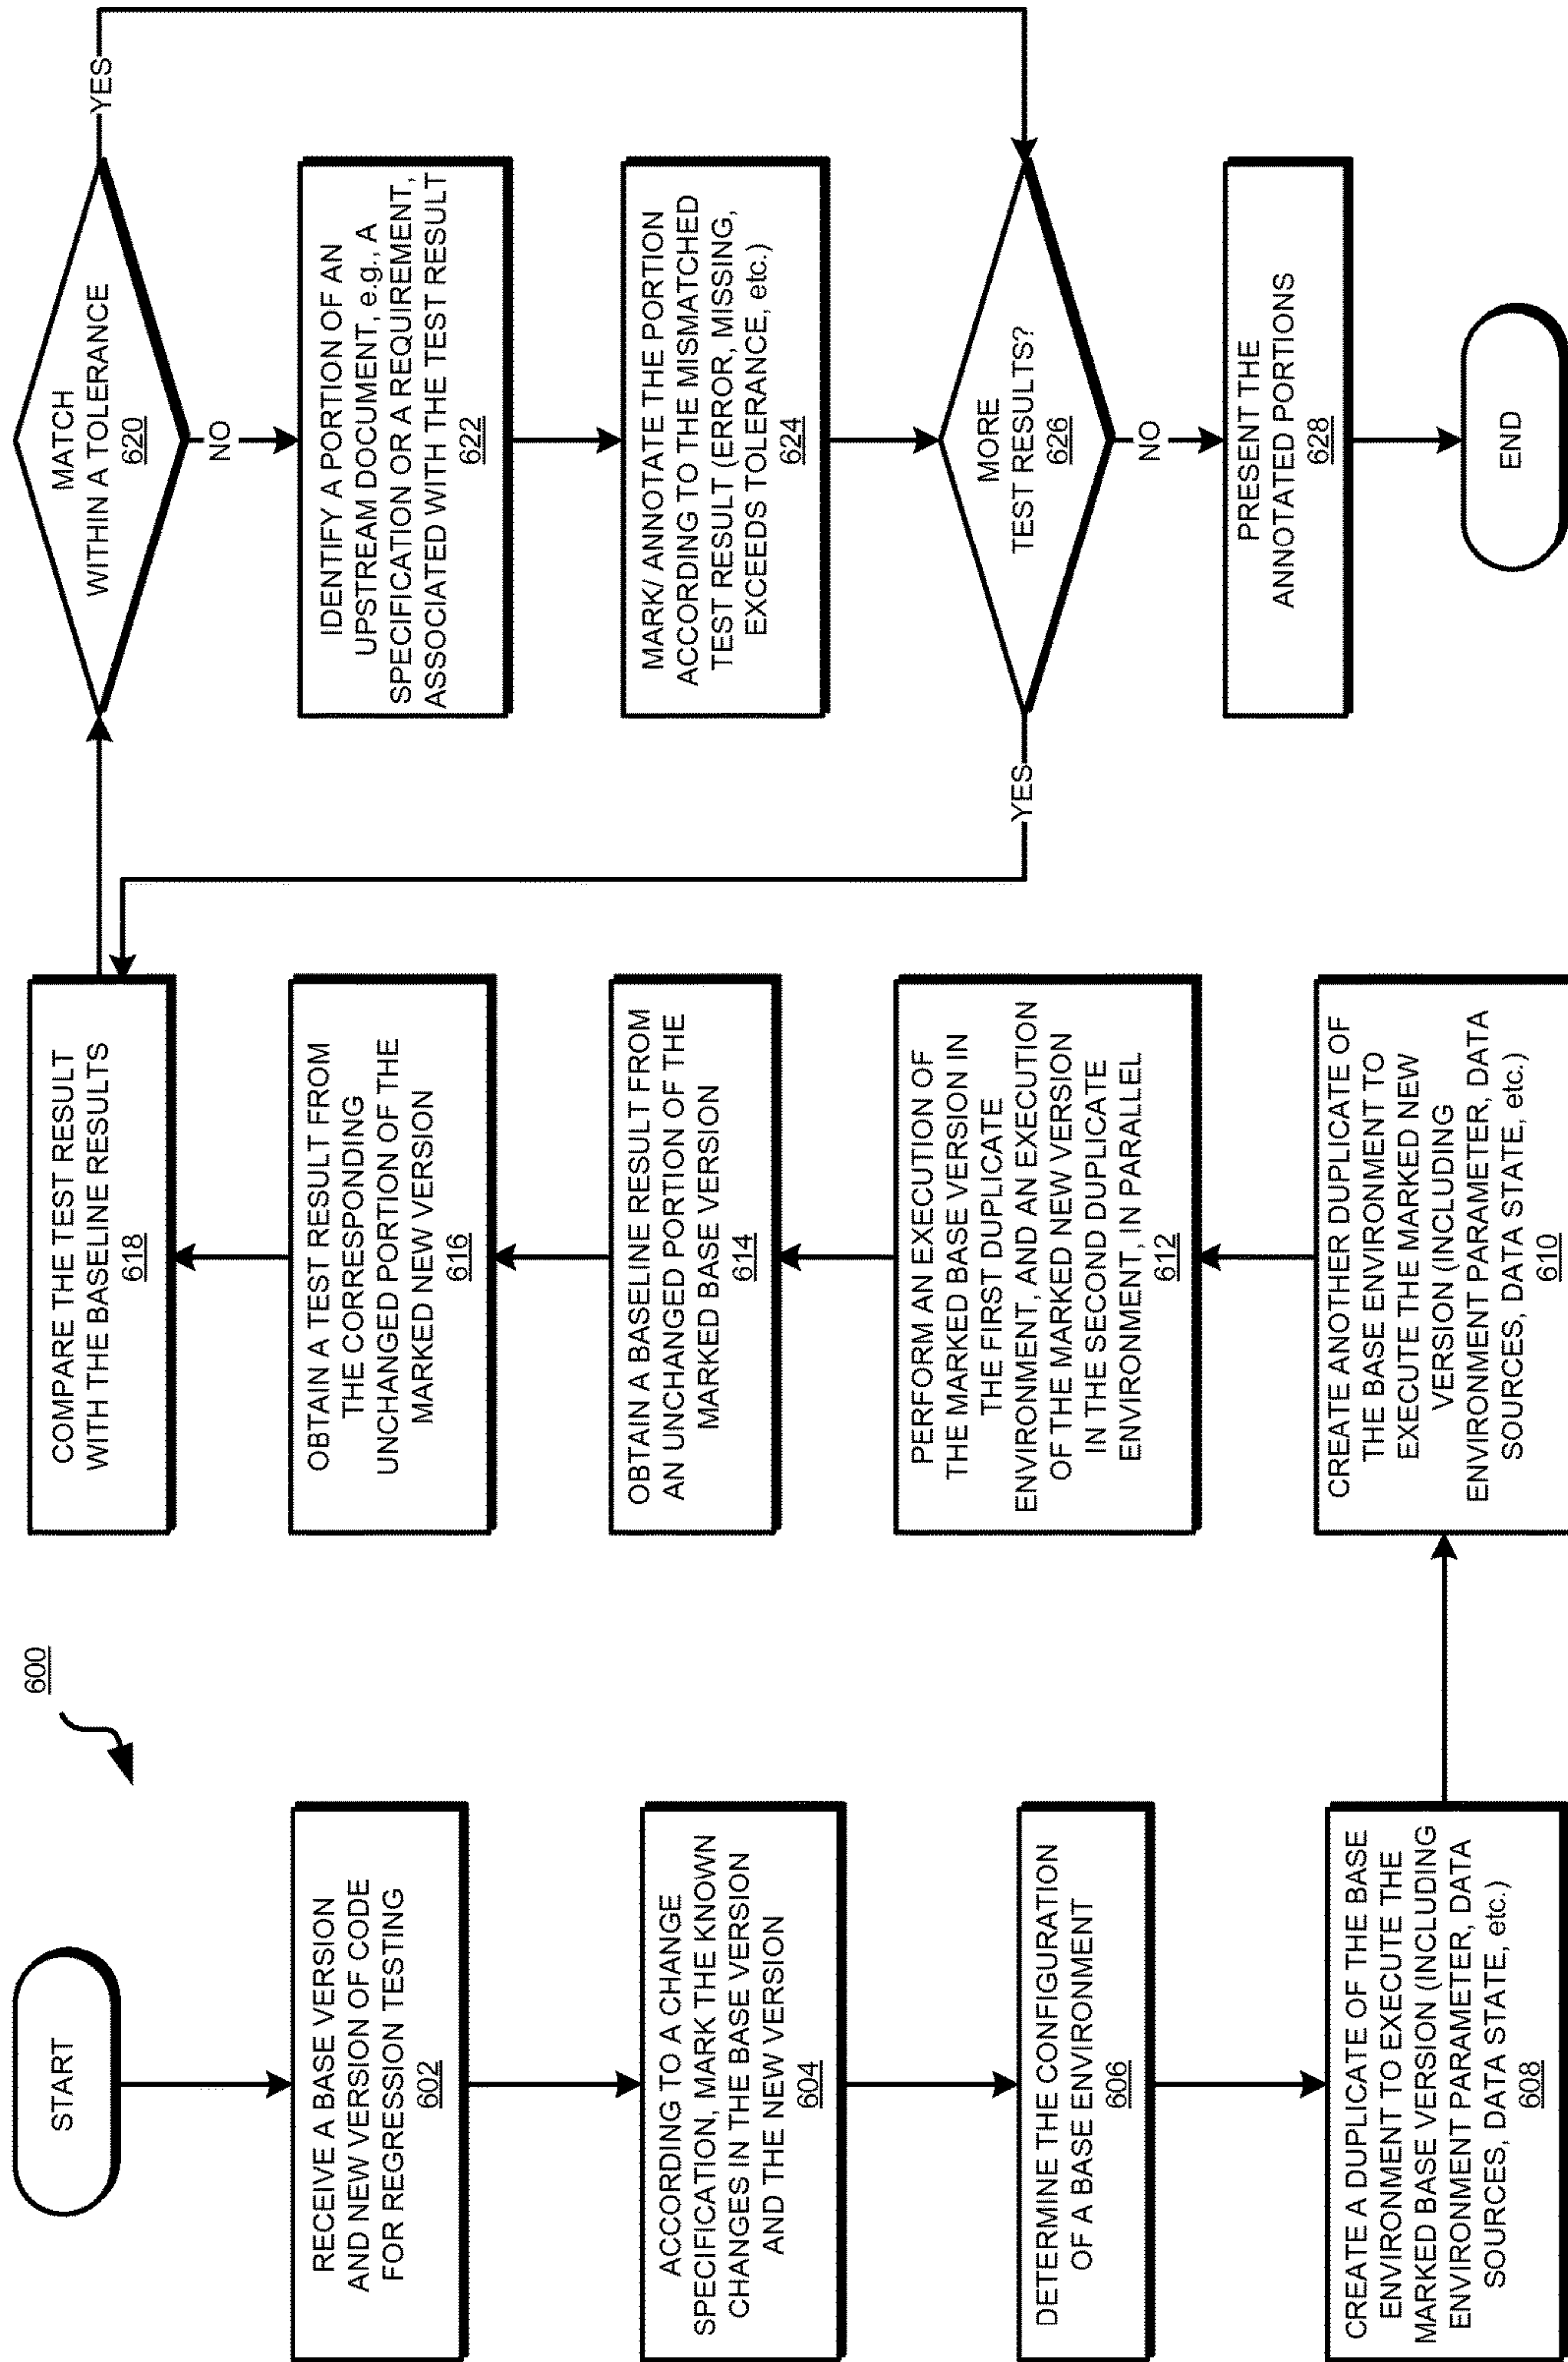 600
START
RECEIVE A BASE VERSION
AND NEW VERSION OF CODE
FOR REGRESSION TESTING
602
ACCORDING TO A CHANGE
SPECIFICATION, MARK THE KNOWN
CHANGES IN THE BASE VERSION
AND THE NEW VERSION
604
DETERMINE THE CONFIGURATION
OF A BASE ENVIRONMENT
606
CREATE A DUPLICATE OF THE BASE
ENVIRONMENT TO EXECUTE THE
MARKED BASE VERSION (INCLUDING
ENVIRONMENT PARAMETER, DATA
SOURCES, DATA STATE, etc.)
608
CREATE ANOTHER DUPLICATE OF
THE BASE ENVIRONMENT TO
EXECUTE THE MARKED NEW
VERSION (INCLUDING
ENVIRONMENT PARAMETER, DATA
SOURCES, DATA STATE, etc.)
610
PERFORM AN EXECUTION OF
THE MARKED BASE VERSION IN
THE FIRST DUPLICATE
ENVIRONMENT, AND AN EXECUTION
OF THE MARKED NEW VERSION
IN THE SECOND DUPLICATE
ENVIRONMENT, IN PARALLEL
612
OBTAIN A BASELINE RESULT FROM
AN UNCHANGED PORTION OF THE
MARKED BASE VERSION
614
OBTAIN A TEST RESULT FROM
THE CORRESPONDING
UNCHANGED PORTION OF THE
MARKED NEW VERSION
616
COMPARE THE TEST RESULT
WITH THE BASELINE RESULTS
618
MATCH
WITHIN A TOLERANCE
620
YES
NO
IDENTIFY A PORTION OF AN
UPSTREAM DOCUMENT, e.g., A
SPECIFICATION OR A REQUIREMENT,
ASSOCIATED WITH THE TEST RESULT
622
MARK/ ANNOTATE THE PORTION
ACCORDING TO THE MISMATCHED
TEST RESULT (ERROR, MISSING,
EXCEEDS TOLERANCE, etc.)
624
MORE
TEST RESULTS?
626
YES
NO
PRESENT THE
ANNOTATED PORTIONS
628
END